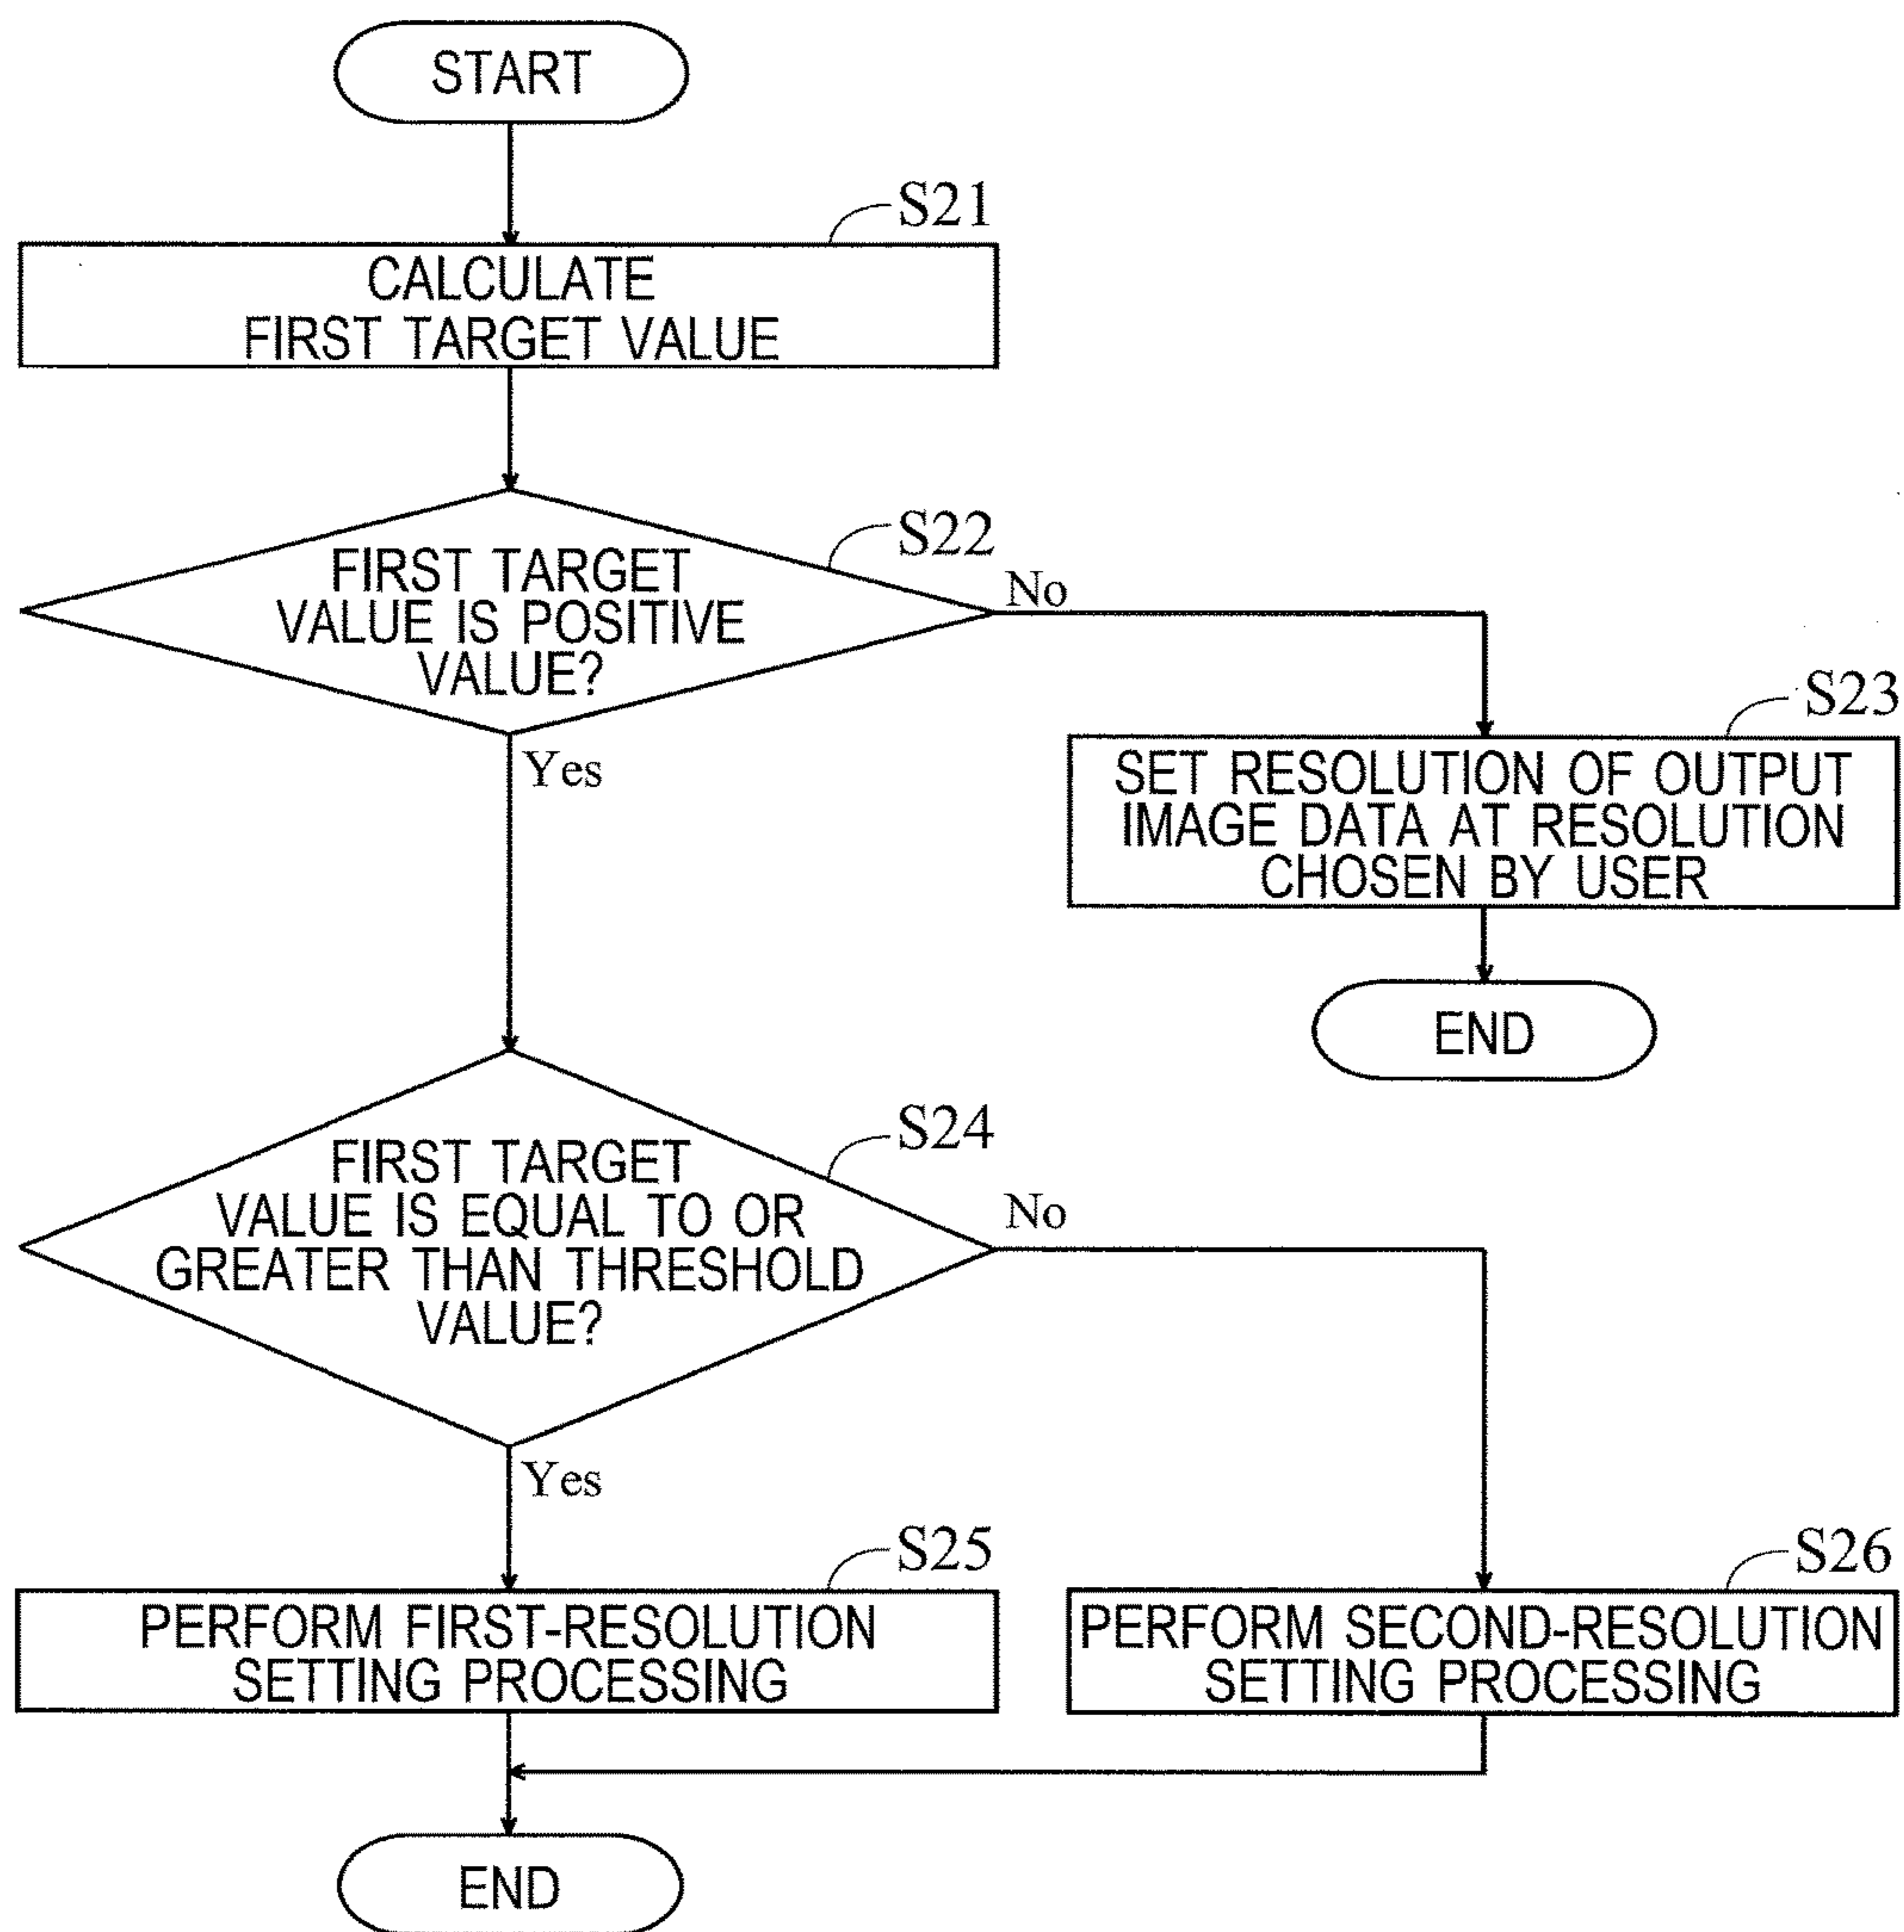 START
S21
CALCULATE
FIRST TARGET VALUE
S22
FIRST TARGET
VALUE IS POSITIVE
VALUE?
No
Yes
S23
SET RESOLUTION OF OUTPUT
IMAGE DATA AT RESOLUTION
CHOSEN BY USER
END
S24
FIRST TARGET
VALUE IS EQUAL TO OR
GREATER THAN THRESHOLD
VALUE?
No
Yes
S25
PERFORM FIRST-RESOLUTION
SETTING PROCESSING
S26
PERFORM SECOND-RESOLUTION
SETTING PROCESSING
END